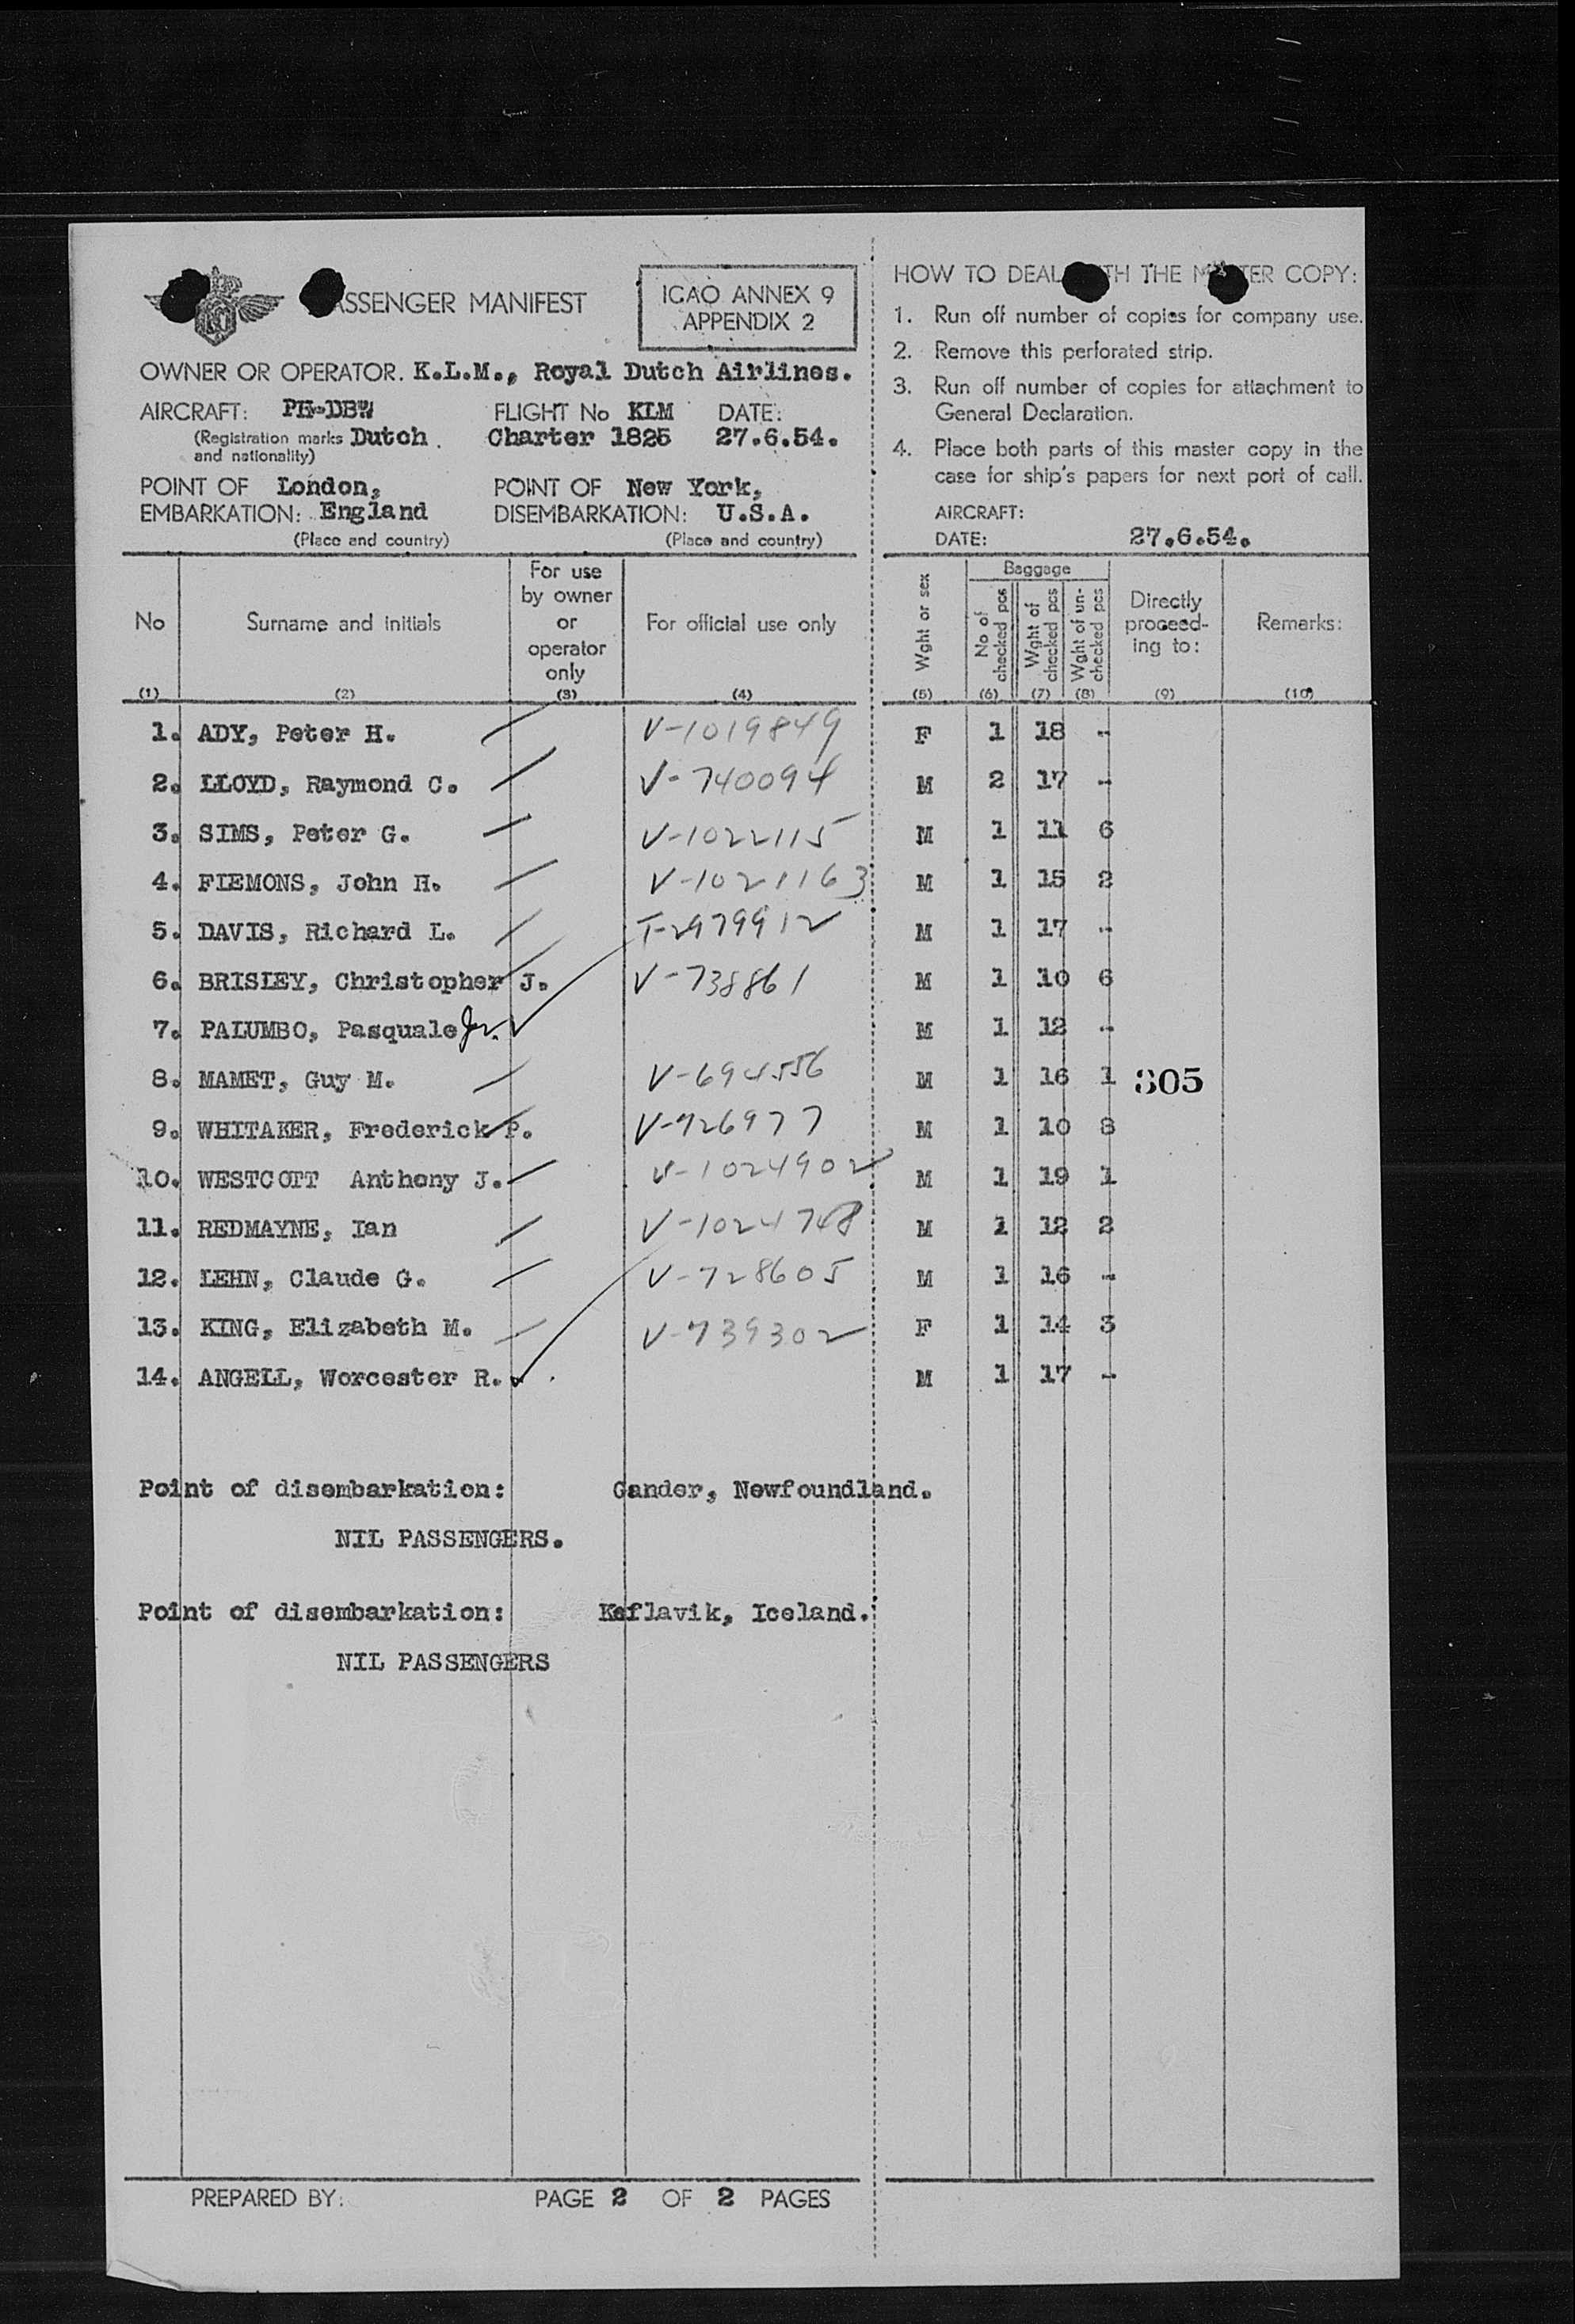 PASSENGER MANIFEST
ICAO ANNEX 9
APPENDIX 2
OWNER OR OPERATOR. K.L.M., Royal Dutch Airlines.
AIRCRAFT: PH-DBW FLIGHT No KLM DATE:
(Registration marks Dutch. Charter 1825 27.6.54.
and nationality)
POINT OF London, POINT OF New York,
EMBARKATION: England DISEMBARKATION: U.S.A.
(Place and country) (Place and country)
HOW TO DEAL WITH THE MASTER COPY:
1. Run off number of copies for company use.
2. Remove this perforated strip.
3. Run off number of copies for attachment to
General Declaration.
4. Place both parts of this master copy in the
case for ship's papers for next port of call.
AIRCRAFT:
DATE: 27.6.54.
No Surname and initials For use by owner or operator only For official use only Wght or sex Baggage No of checked pcs Wght of checked pcs Wght of un-checked pcs Directly proceed-ing to: Remarks:
(1) (2) (3) (4) (5) (6) (7) (8) (9) (10)
1. ADY, Peter H. V-1019849 F 1 18 -
2. LLOYD, Raymond C. V-740094 M 2 17 -
3. SIMS, Peter G. V-1022115 M 1 11 6
4. FIEMONS, John H. V-1021163 M 1 15 2
5. DAVIS, Richard L. T-2979912 M 1 17 -
6. BRISLEY, Christopher J. V-738861 M 1 10 6
7. PALUMBO, Pasquale Jr. M 1 12 -
8. MAMET, Guy M. V-694556 M 1 16 1 305
9. WHITAKER, Frederick P. V-726977 M 1 10 8
10. WESTCOTT Anthony J. V-1024902 M 1 19 1
11. REDMAYNE, Ian V-1024748 M 1 12 2
12. LEHN, Claude G. V-728605 M 1 16 -
13. KING, Elizabeth M. V-739302 F 1 14 3
14. ANGELL, Worcester R. M 1 17 -
Point of disembarkation: Gander, Newfoundland.
NIL PASSENGERS.
Point of disembarkation: Keflavik, Iceland.
NIL PASSENGERS
PREPARED BY: PAGE 2 OF 2 PAGES